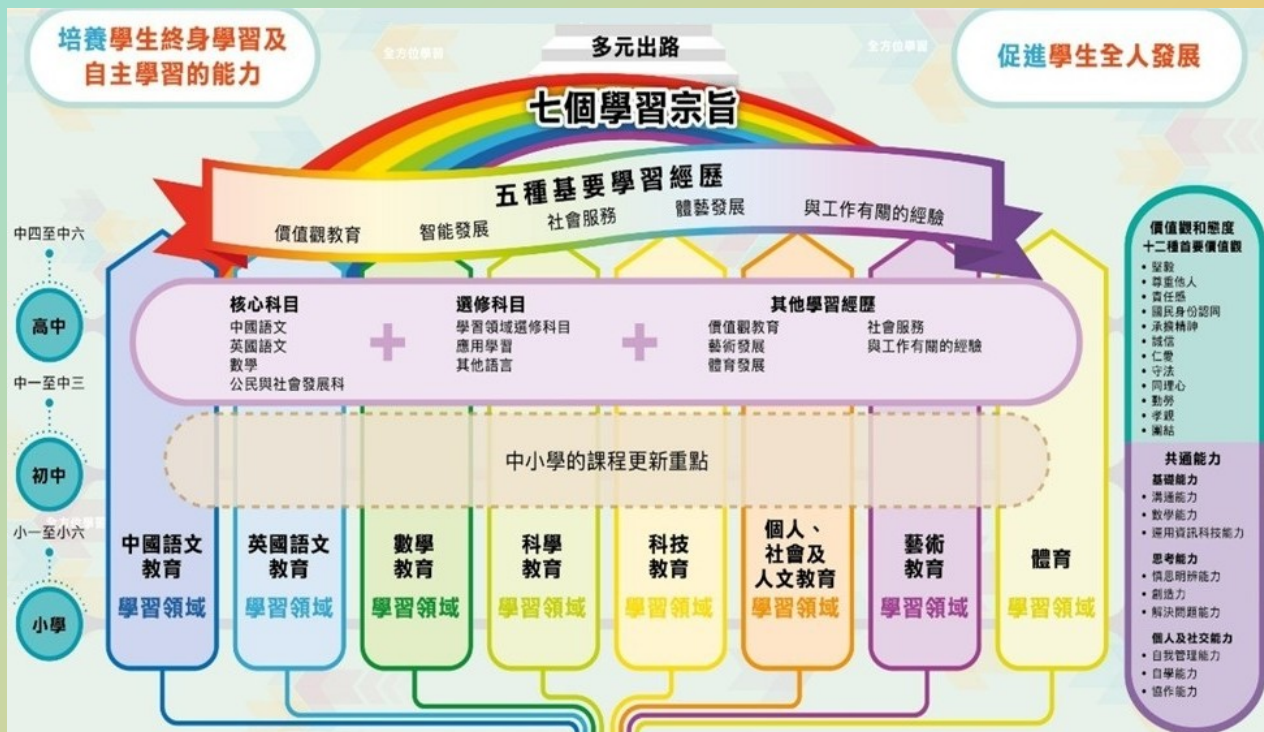 培養學生終身學習及
自主學習的能力
全方位學習
多元出路
全方位學習
促進學生全人發展
七個學習宗旨
五種基要學習經歷
價值觀教育
智能發展
社會服務
體藝發展
與工作有關的經驗
中四至中六
高中
中一至中三
初中
全方位學習
小一至小六
小學
核心科目
中國語文
英國語文
數學
公民與社會發展科
+
選修科目
學習領域選修科目
應用學習
其他語言
+
其他學習經歷
價值觀教育
藝術發展
體育發展
社會服務
與工作有關的經驗
中小學的課程更新重點
中國語文
教育
學習領域
英國語文
教育
學習領域
數學
教育
學習領域
科學
教育
學習領域
科技
教育
學習領域
個人、
社會及
人文教育
學習領域
藝術
教育
學習領域
體育
學習領域
價值觀和態度
十二種首要價值觀
• 堅毅
• 尊重他人
• 責任感
• 國民身份認同
• 承擔精神
• 誠信
• 仁愛
• 守法
• 同理心
• 勤勞
• 孝親
• 團結
共通能力
基礎能力
• 溝通能力
• 數學能力
• 運用資訊科技能力
思考能力
• 慎思明辨能力
• 創造力
• 解決問題能力
個人及社交能力
• 自我管理能力
• 自學能力
• 協作能力